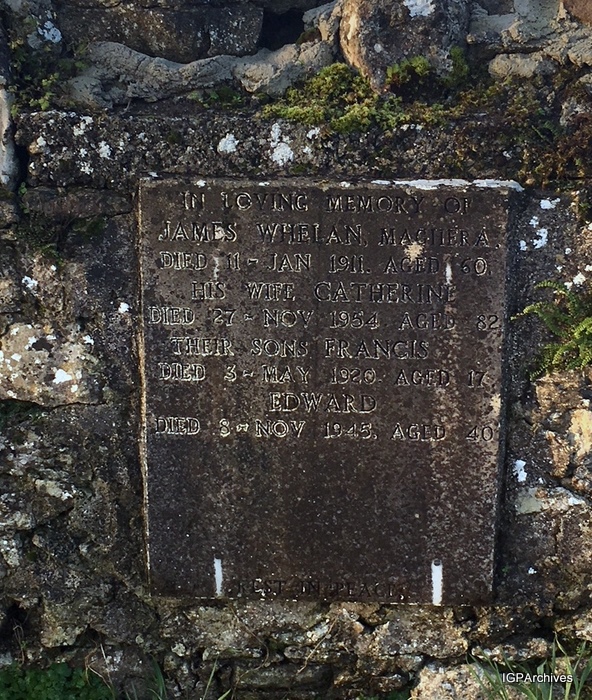 IN LOVING MEMORY OF
JAMES WHELAN, MAGHERA,
DIED 11~JAN 1911. AGED 60.
HIS WIFE CATHERINE
DIED 27~NOV 1954 AGED 82
THEIR SONS FRANCIS
DIED 3~MAY 1920. AGED 17.
EDWARD
DIED 8~NOV 1945. AGED 40
REST IN PEACE
IGPArchives